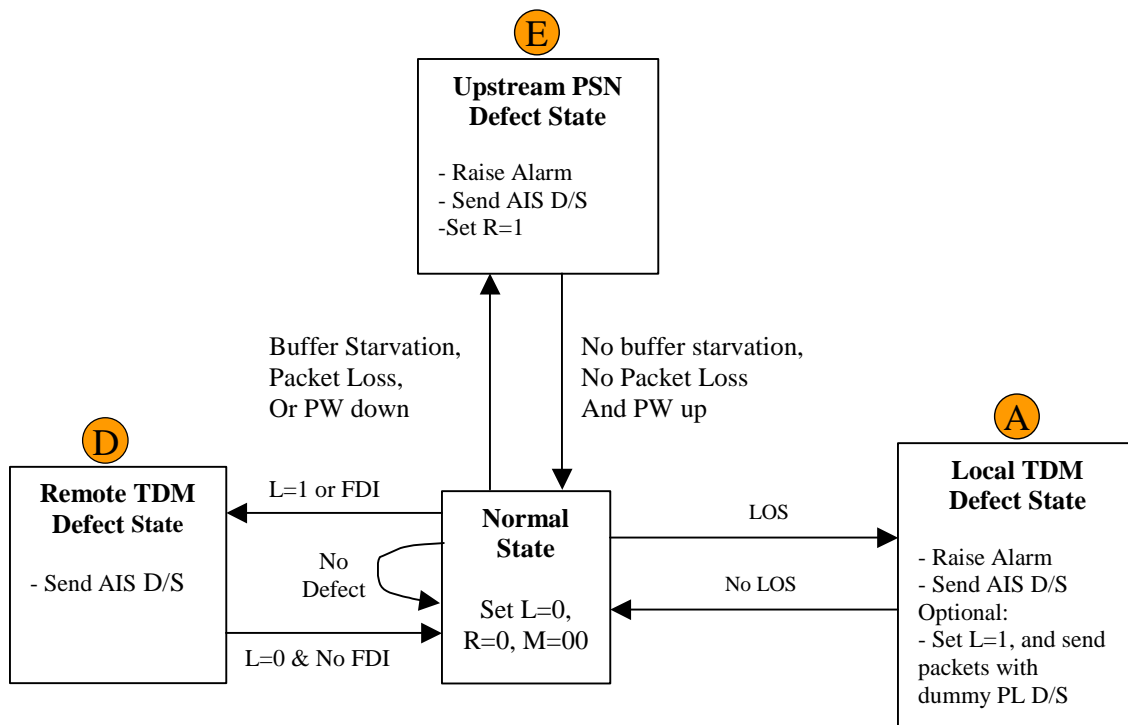 E
Upstream PSN
Defect State
- Raise Alarm
- Send AIS D/S
-Set R=1
Buffer Starvation,
Packet Loss,
Or PW down
No buffer starvation,
No Packet Loss
And PW up
D
Remote TDM
Defect State
- Send AIS D/S
L=1 or FDI
No
Defect
L=0 & No FDI
Normal
State
Set L=0,
R=0, M=00
LOS
No LOS
A
Local TDM
Defect State
- Raise Alarm
- Send AIS D/S
Optional:
- Set L=1, and send
packets with
dummy PL D/S